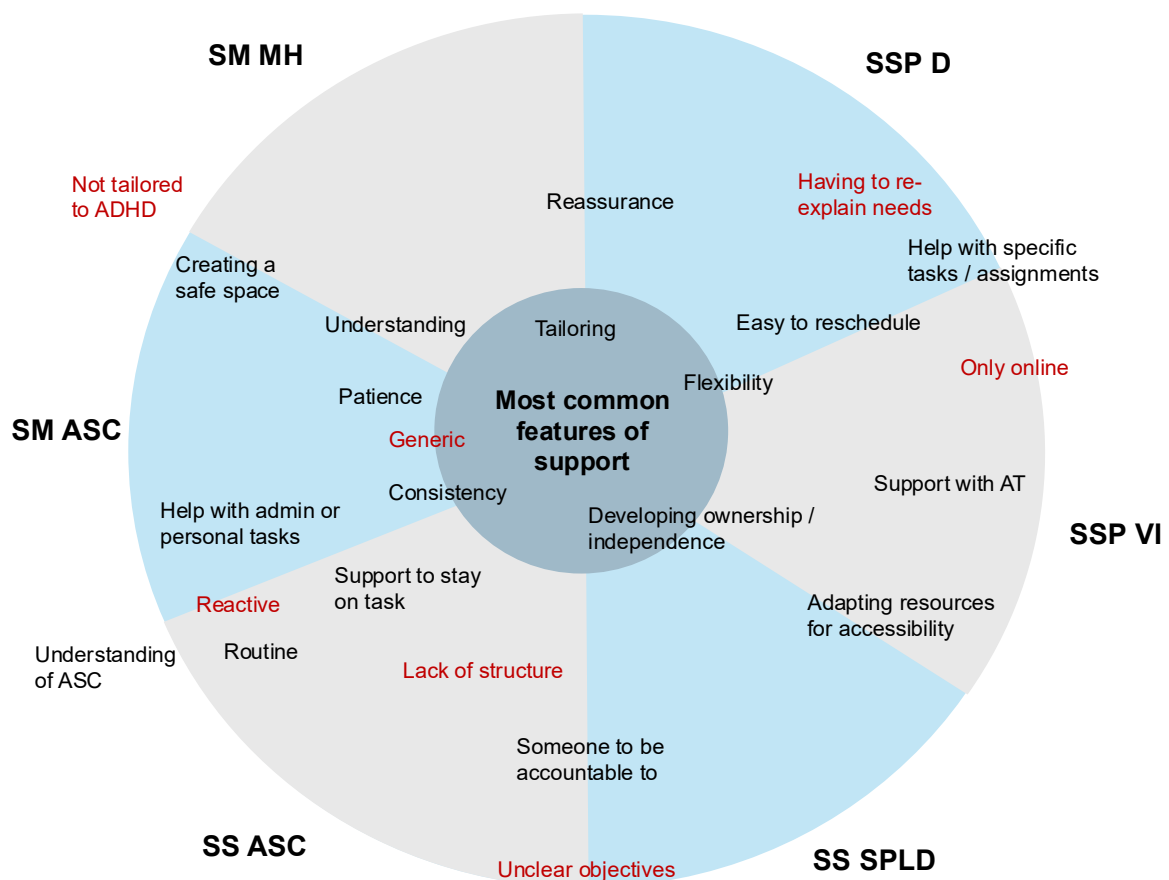 SM MH
SSP D
Not tailored
to ADHD
Having to re-
explain needs
Reassurance
Help with specific
tasks / assignments
Creating a
safe space
Understanding
Tailoring
Easy to reschedule
Only online
Flexibility
Patience
Most common
features of
support
SM ASC
Generic
Consistency
Support with AT
Help with admin or
personal tasks
Developing ownership /
independence
SSP VI
Support to stay
on task
Reactive
Adapting resources
for accessibility
Routine
Understanding
of ASC
Lack of structure
Someone to be
accountable to
SS ASC
SS SPLD
Unclear objectives